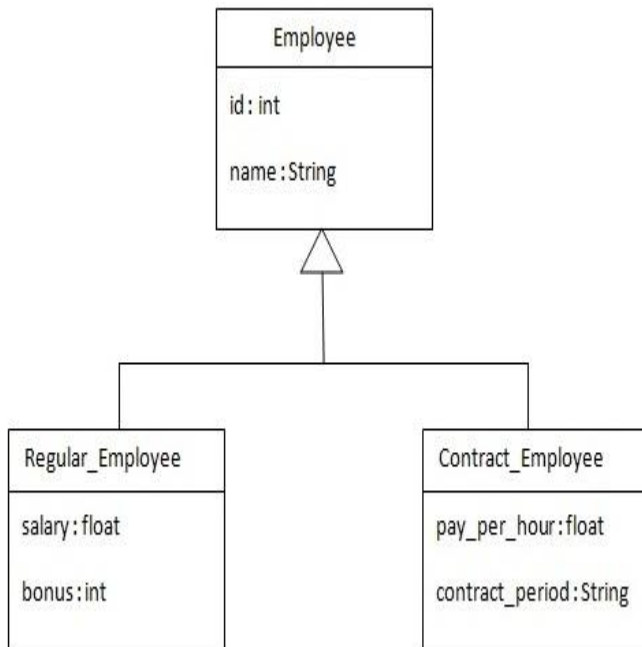 Employee
id: int
name:String
Regular_Employee
salary:float
bonus:int
Contract_Employee
pay_per_hour:float
contract_period:String